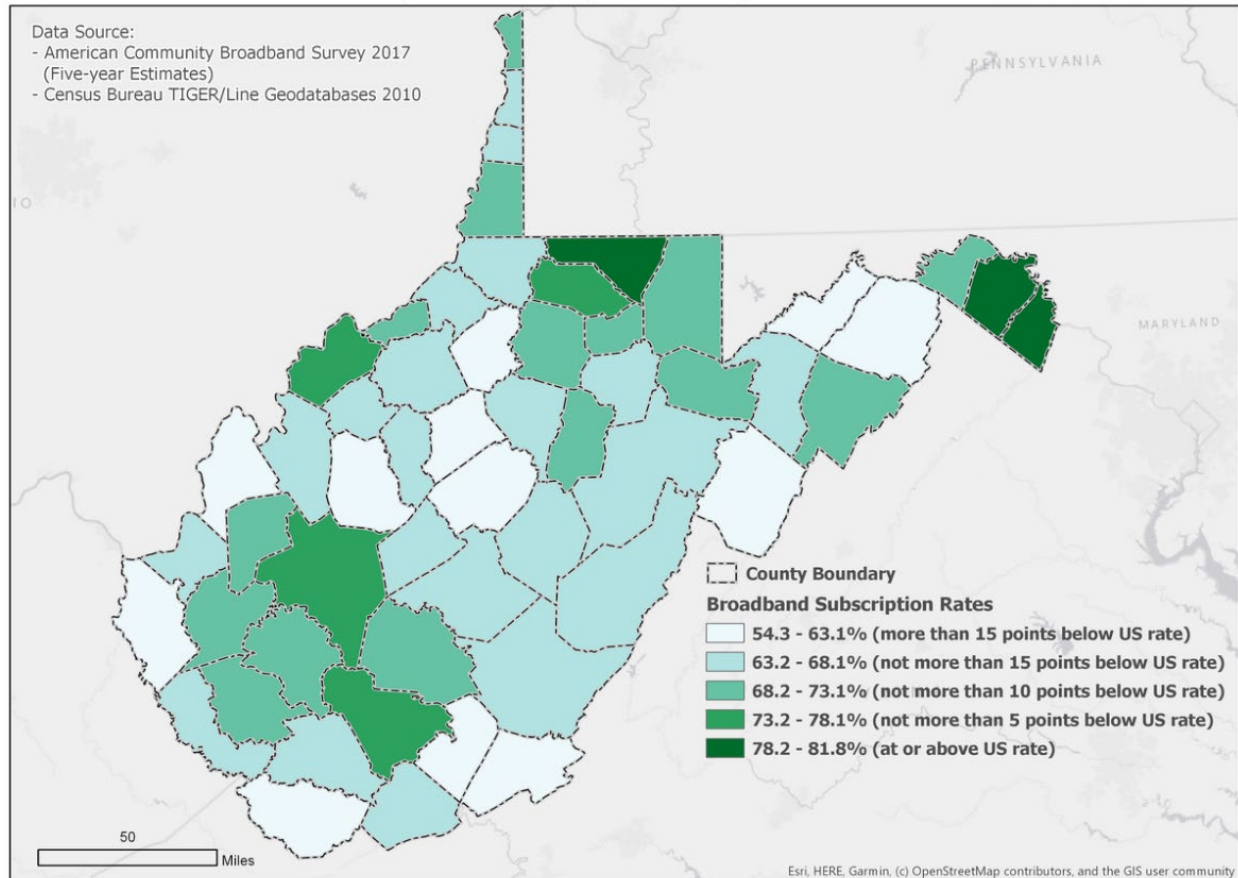 Data Source:
- American Community Broadband Survey 2017
(Five-year Estimates)
- Census Bureau TIGER/Line Geodatabases 2010
PENNSYLVANIA
IO
MARYLAND
County Boundary
Broadband Subscription Rates
54.3 - 63.1% (more than 15 points below US rate)
63.2 - 68.1% (not more than 15 points below US rate)
68.2 - 73.1% (not more than 10 points below US rate)
73.2 - 78.1% (not more than 5 points below US rate)
78.2 - 81.8% (at or above US rate)
50
Miles
Esri, HERE, Garmin, (c) OpenStreetMap contributors, and the GIS user community